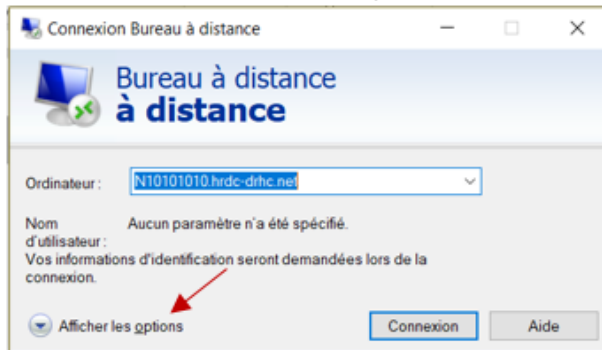 Connexion Bureau à distance
Bureau à distance
à distance
Ordinateur :
N10101010.hrdc-drhc.net
Nom
d'utilisateur :
Aucun paramètre n'a été spécifié.
Vos informations d'identification seront demandées lors de la
connexion.
Afficher les options
Connexion
Aide